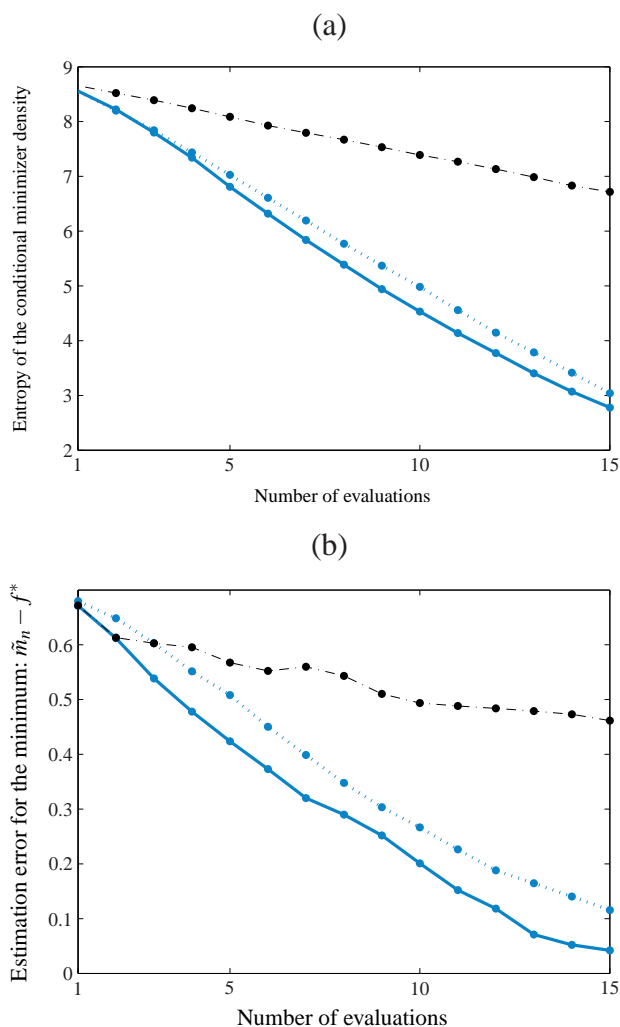 (a)
Entropy of the conditional minimizer density
9
8
7
6
5
4
3
2
1 5 10 15
Number of evaluations
(b)
Estimation error for the minimum: m̃ₙ − f*
0.6
0.5
0.4
0.3
0.2
0.1
0
1 5 10 15
Number of evaluations